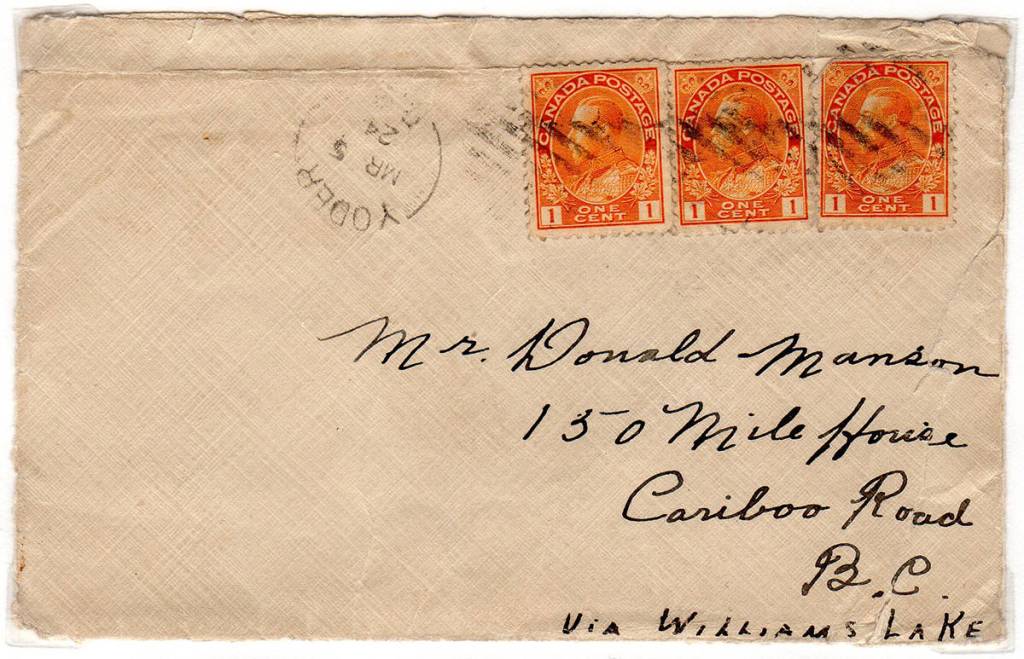 YODER
MR 5
24
CANADA POSTAGE
1 ONE CENT 1
CANADA POSTAGE
1 ONE CENT 1
CANADA POSTAGE
1 ONE CENT 1
Mr. Donald Manson
150 Mile House
Cariboo Road
B.C.
VIA WILLIAMS LAKE